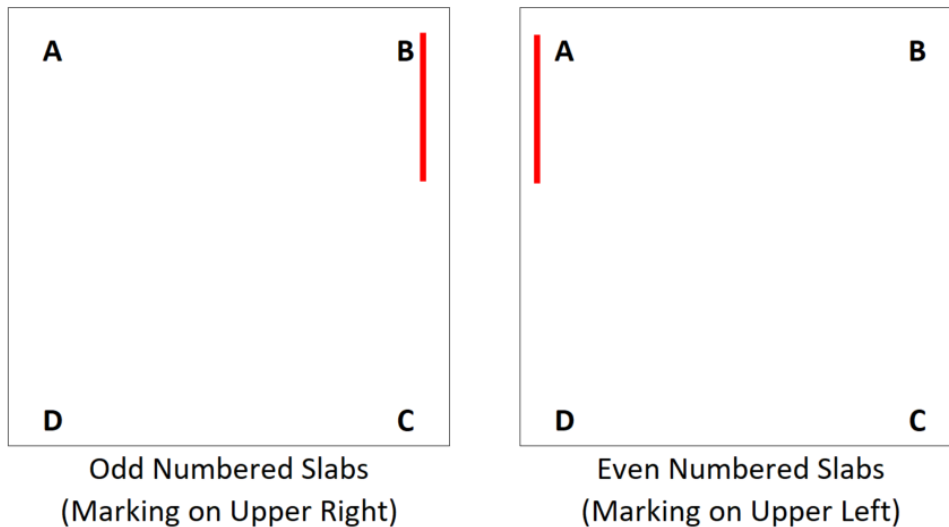 A B
D C
Odd Numbered Slabs
(Marking on Upper Right)
A B
D C
Even Numbered Slabs
(Marking on Upper Left)